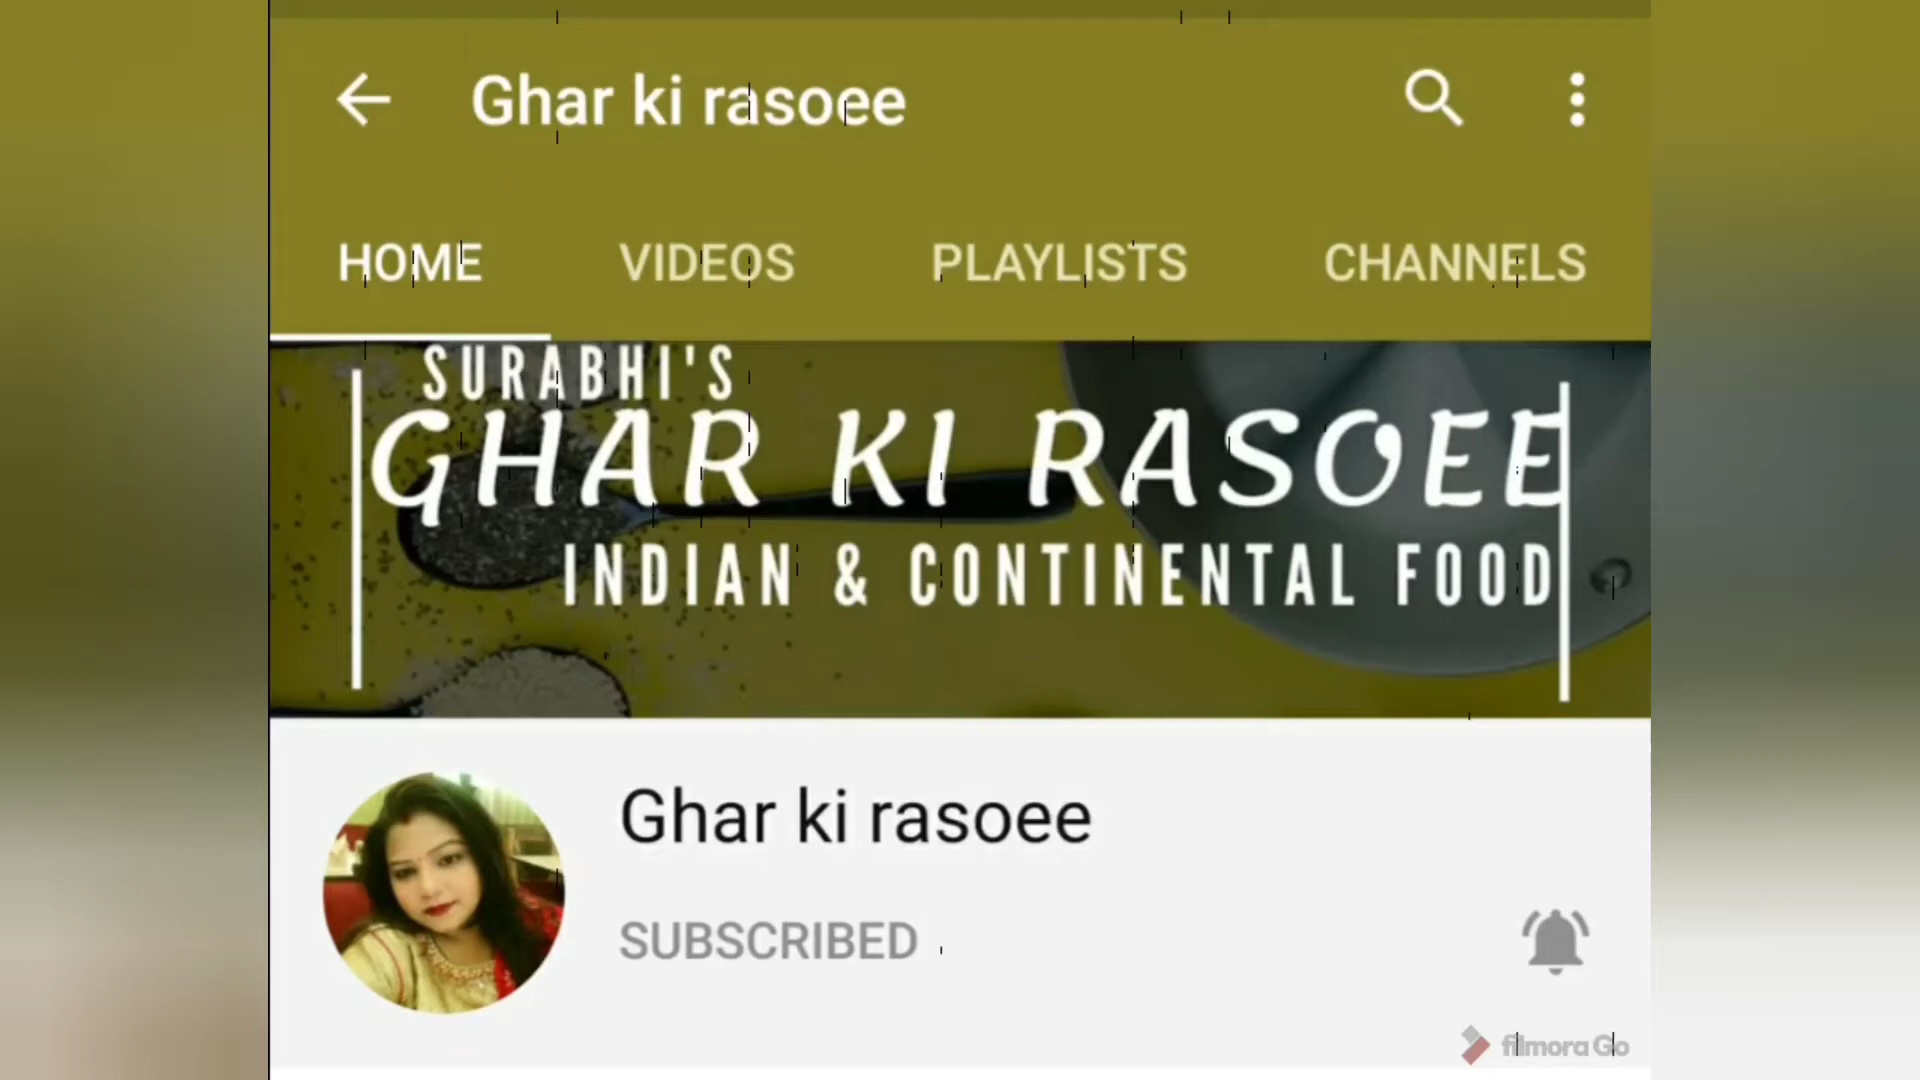 Ghar ki rasoee
HOME VIDEOS PLAYLISTS CHANNELS
SURABHI'S
GHAR KI RASOEE
INDIAN & CONTINENTAL FOOD
Ghar ki rasoee
SUBSCRIBED
filmora Go